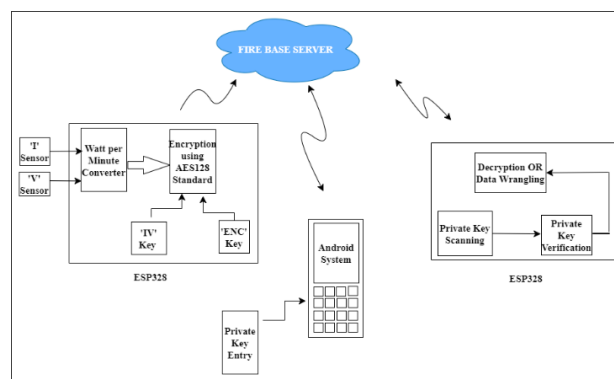 FIRE BASE SERVER
'I'
Sensor
'V'
Sensor
Watt per
Minute
Converter
Encryption
using
AES128
Standard
'IV'
Key
'ENC'
Key
ESP328
Android
System
Private
Key
Entry
Decryption OR
Data Wrangling
Private Key
Scanning
Private
Key
Verification
ESP328